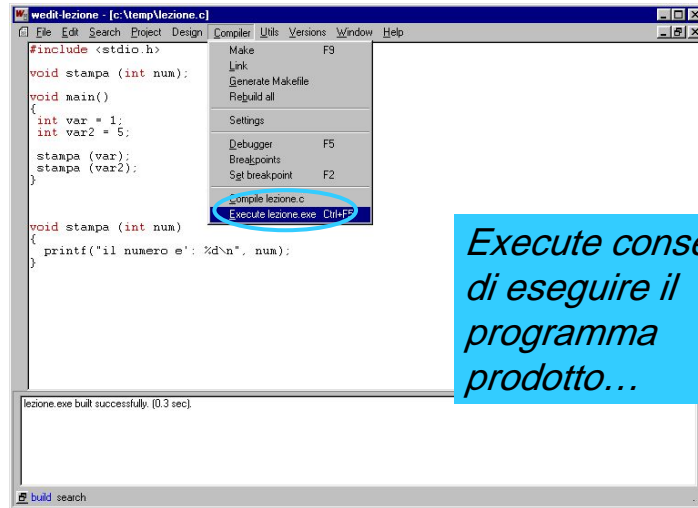 wedit-lezione - [c:\temp\lezione.c]
File Edit Search Project Design Compiler Utils Versions Window Help
#include <stdio.h>
void stampa (int num);
void main()
{
int var = 1;
int var2 = 5;
stampa (var);
stampa (var2);
}
void stampa (int num)
{
printf("il numero e': %d\n", num);
}
Make F9
Link
Generate Makefile
Rebuild all
Settings
Debugger F5
Breakpoints
Set breakpoint F2
Compile lezione.c
Execute lezione.exe Ctrl+F5
Execute conse
di eseguire il
programma
prodotto...
lezione.exe built successfully. (0.3 sec).
build search